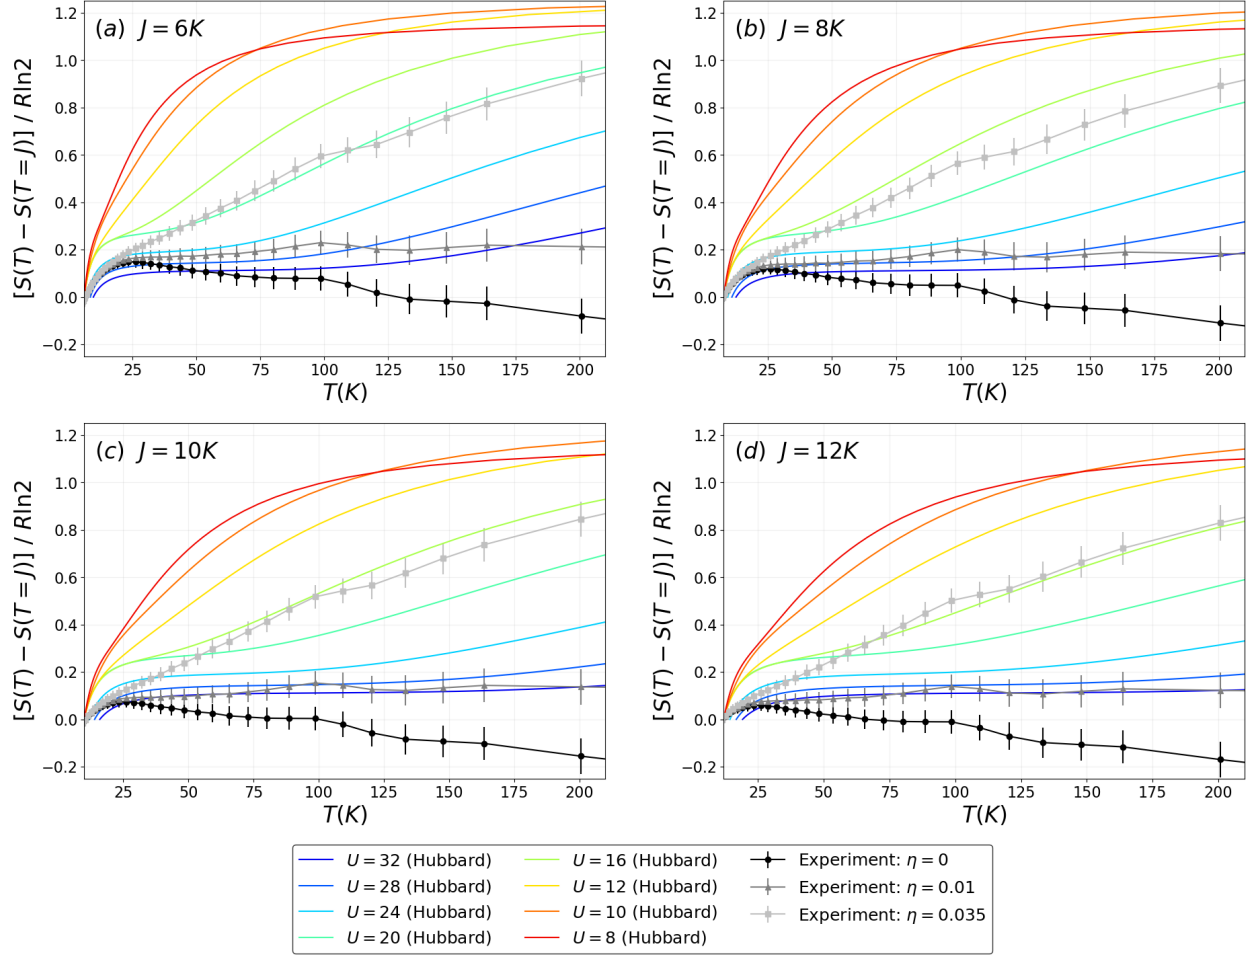 (a) J = 6K
(b) J = 8K
[S(T) − S(T = J)] / Rln2
1.2
1.0
0.8
0.6
0.4
0.2
0.0
−0.2
25 50 75 100 125 150 175 200
T(K)
[S(T) − S(T = J)] / Rln2
1.2
1.0
0.8
0.6
0.4
0.2
0.0
−0.2
25 50 75 100 125 150 175 200
T(K)
(c) J = 10K
(d) J = 12K
[S(T) − S(T = J)] / Rln2
1.2
1.0
0.8
0.6
0.4
0.2
0.0
−0.2
25 50 75 100 125 150 175 200
T(K)
[S(T) − S(T = J)] / Rln2
1.2
1.0
0.8
0.6
0.4
0.2
0.0
−0.2
25 50 75 100 125 150 175 200
T(K)
U = 32 (Hubbard)
U = 28 (Hubbard)
U = 24 (Hubbard)
U = 20 (Hubbard)
U = 16 (Hubbard)
U = 12 (Hubbard)
U = 10 (Hubbard)
U = 8 (Hubbard)
Experiment: η = 0
Experiment: η = 0.01
Experiment: η = 0.035